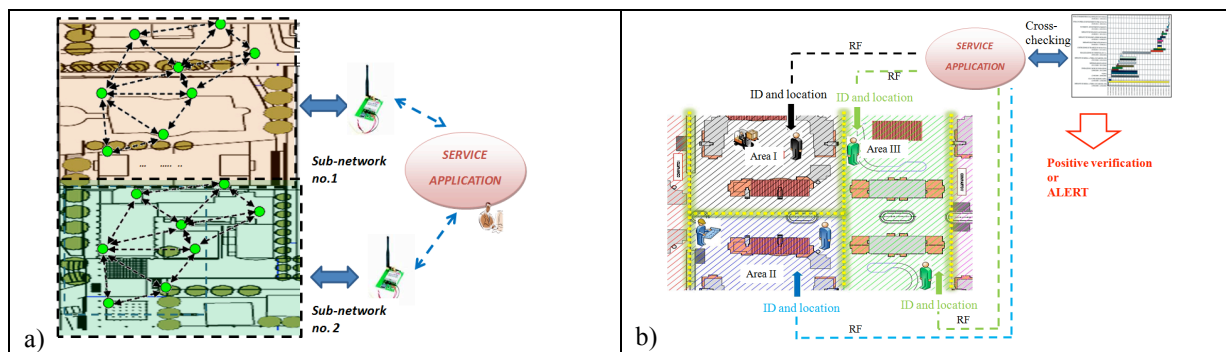 Sub-network
no.1
SERVICE
APPLICATION
Sub-network
no. 2
a)
RF
SERVICE
APPLICATION
Cross-
checking
RF
ID and location
ID and location
Area I
Area III
Positive verification
or
ALERT
Area II
ID and location
ID and location
RF
RF
b)